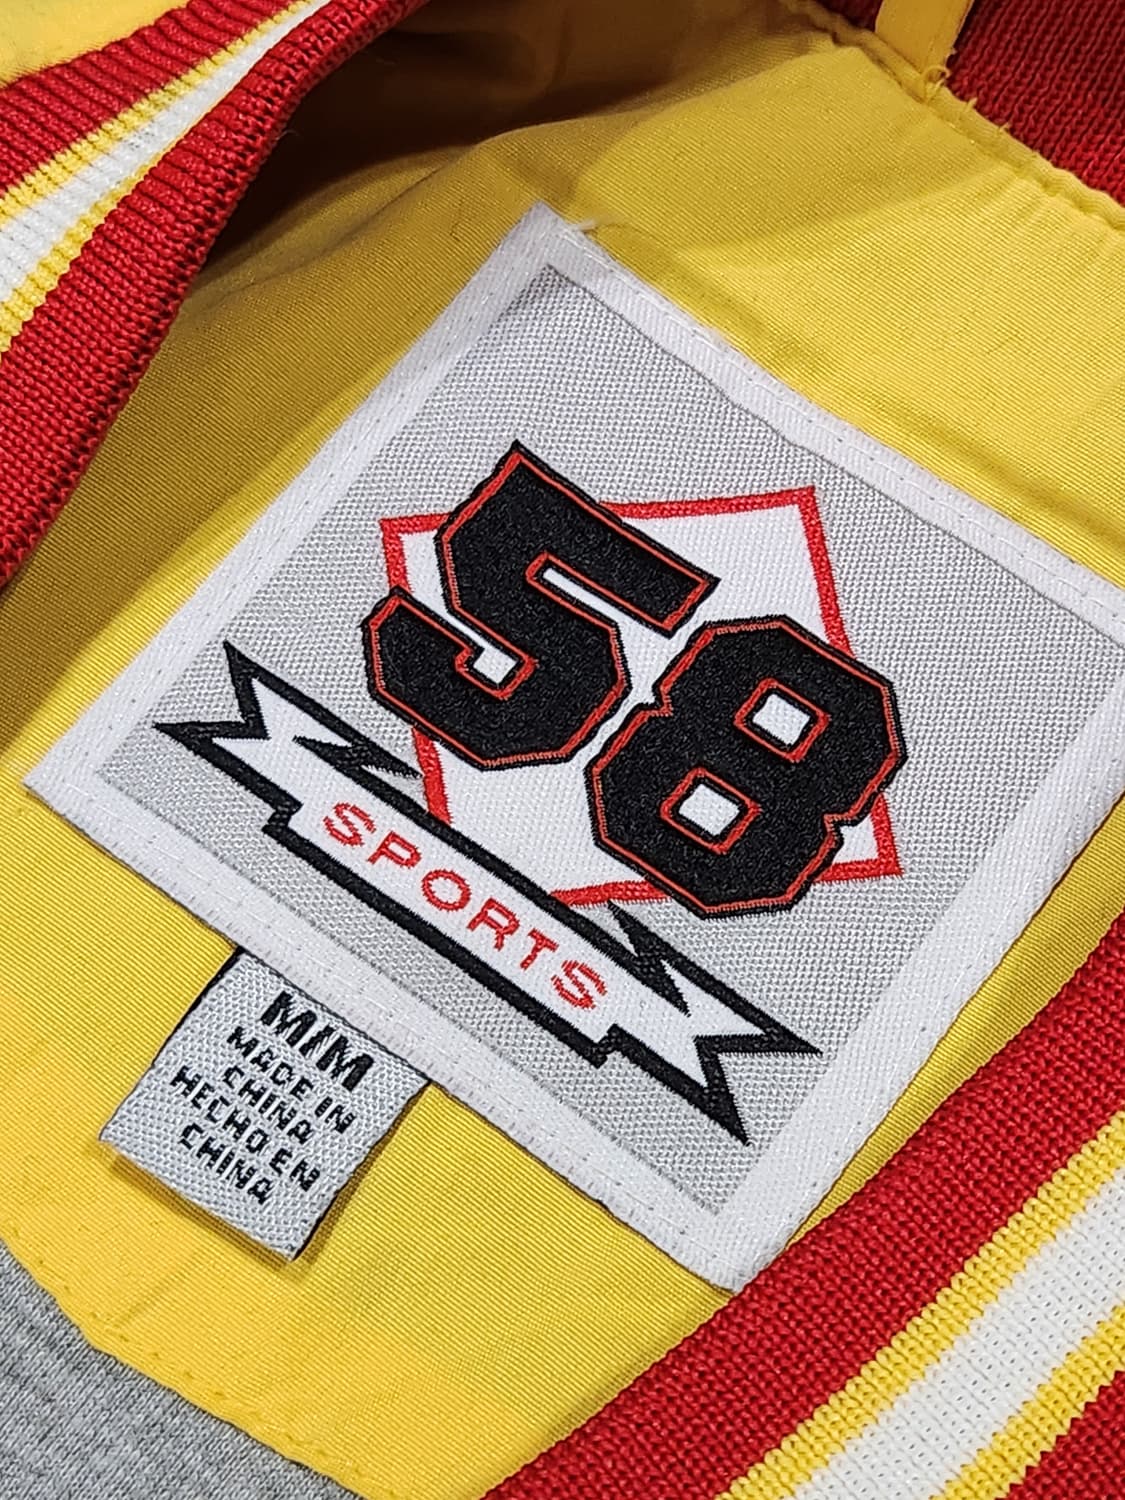 58
SPORTS
M/M
MADE IN
CHINA
HECHO EN
CHINA